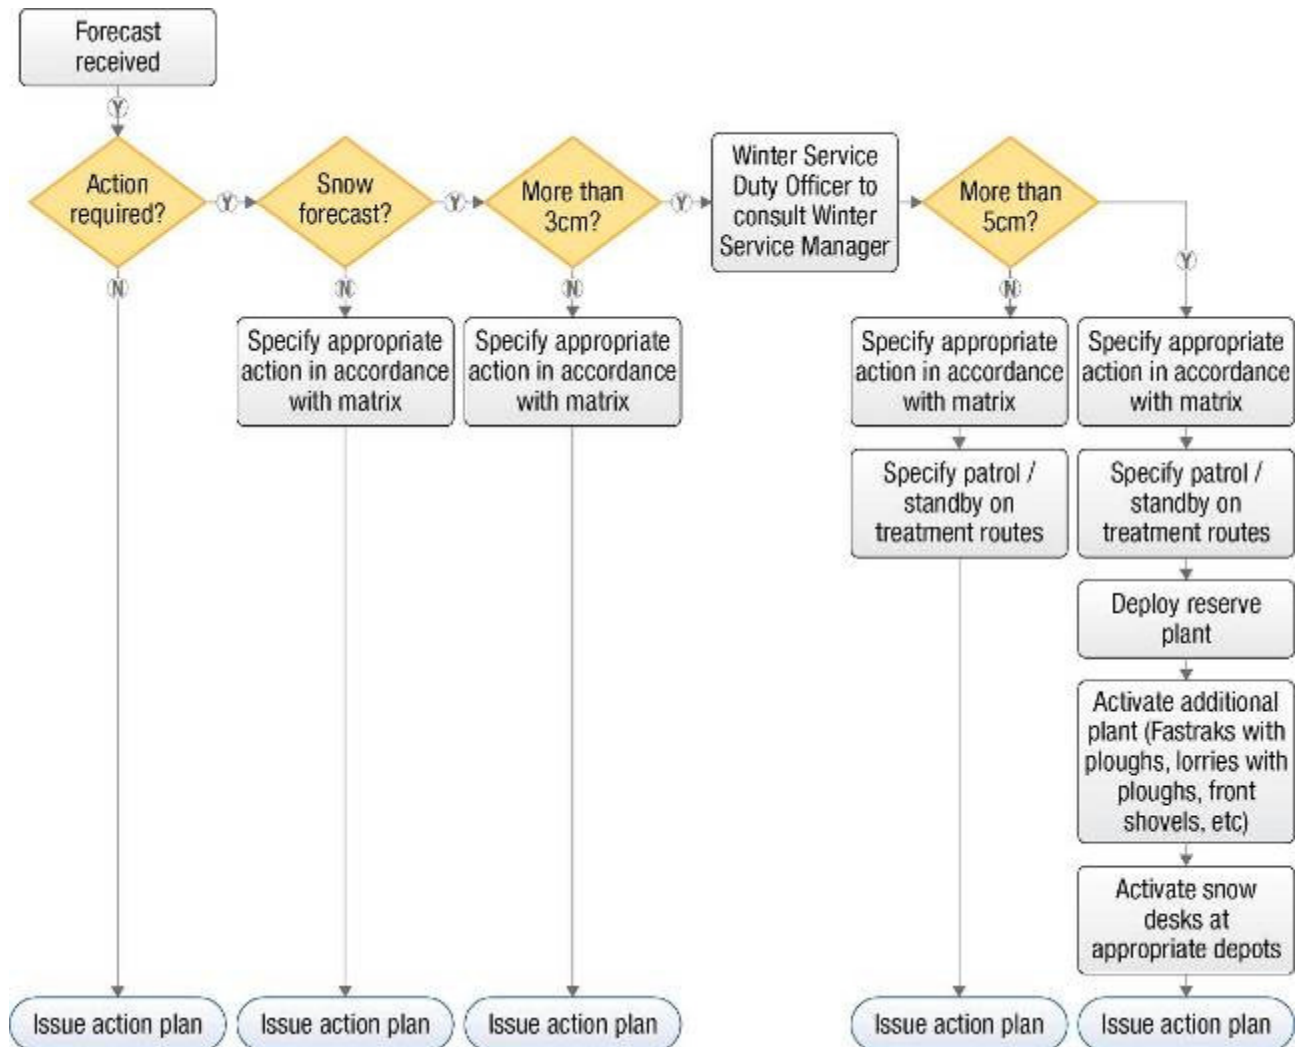 Forecast
received
Y
Action
required?
Y
Snow
forecast?
Y
More than
3cm?
Y
Winter Service
Duty Officer to
consult Winter
Service Manager
More than
5cm?
Y
N
N
N
N
Specify appropriate
action in accordance
with matrix
Specify appropriate
action in accordance
with matrix
Specify appropriate
action in accordance
with matrix
Specify appropriate
action in accordance
with matrix
Specify patrol /
standby on
treatment routes
Specify patrol /
standby on
treatment routes
Deploy reserve
plant
Activate additional
plant (Fastraks with
ploughs, lorries with
ploughs, front
shovels, etc)
Activate snow
desks at
appropriate depots
Issue action plan
Issue action plan
Issue action plan
Issue action plan
Issue action plan